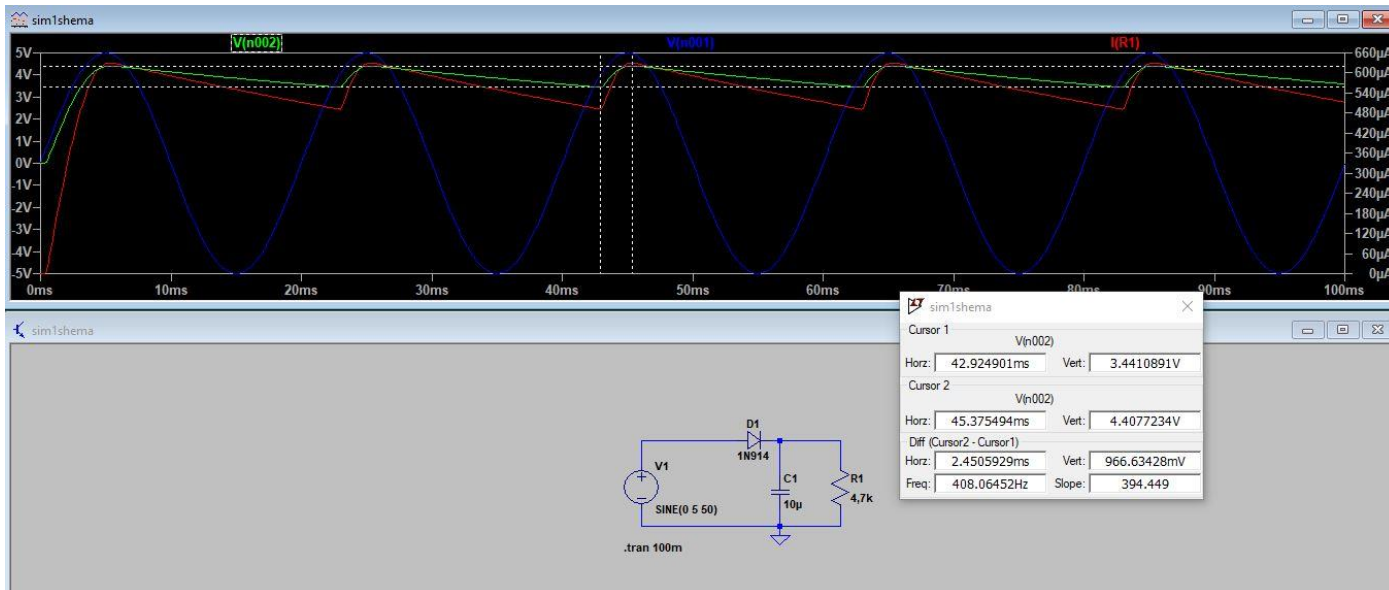 sim1shema
V(n002) V(n001) I(R1)
5V 660µA
4V 600µA
3V 540µA
2V 480µA
1V 420µA
0V 360µA
-1V 300µA
-2V 240µA
-3V 180µA
-4V 120µA
-5V 60µA
0µA
0ms 10ms 20ms 30ms 40ms 50ms 60ms 70ms 80ms 90ms 100ms
sim1shema
sim1shema
Cursor 1
V(n002)
Horz: 42.924901ms Vert: 3.4410891V
Cursor 2
V(n002)
Horz: 45.375494ms Vert: 4.4077234V
Diff (Cursor2 - Cursor1)
Horz: 2.4505929ms Vert: 966.63428mV
Freq: 408.06452Hz Slope: 394.449
D1
1N914
V1
C1
R1
10µ
4,7k
SINE(0 5 50)
.tran 100m